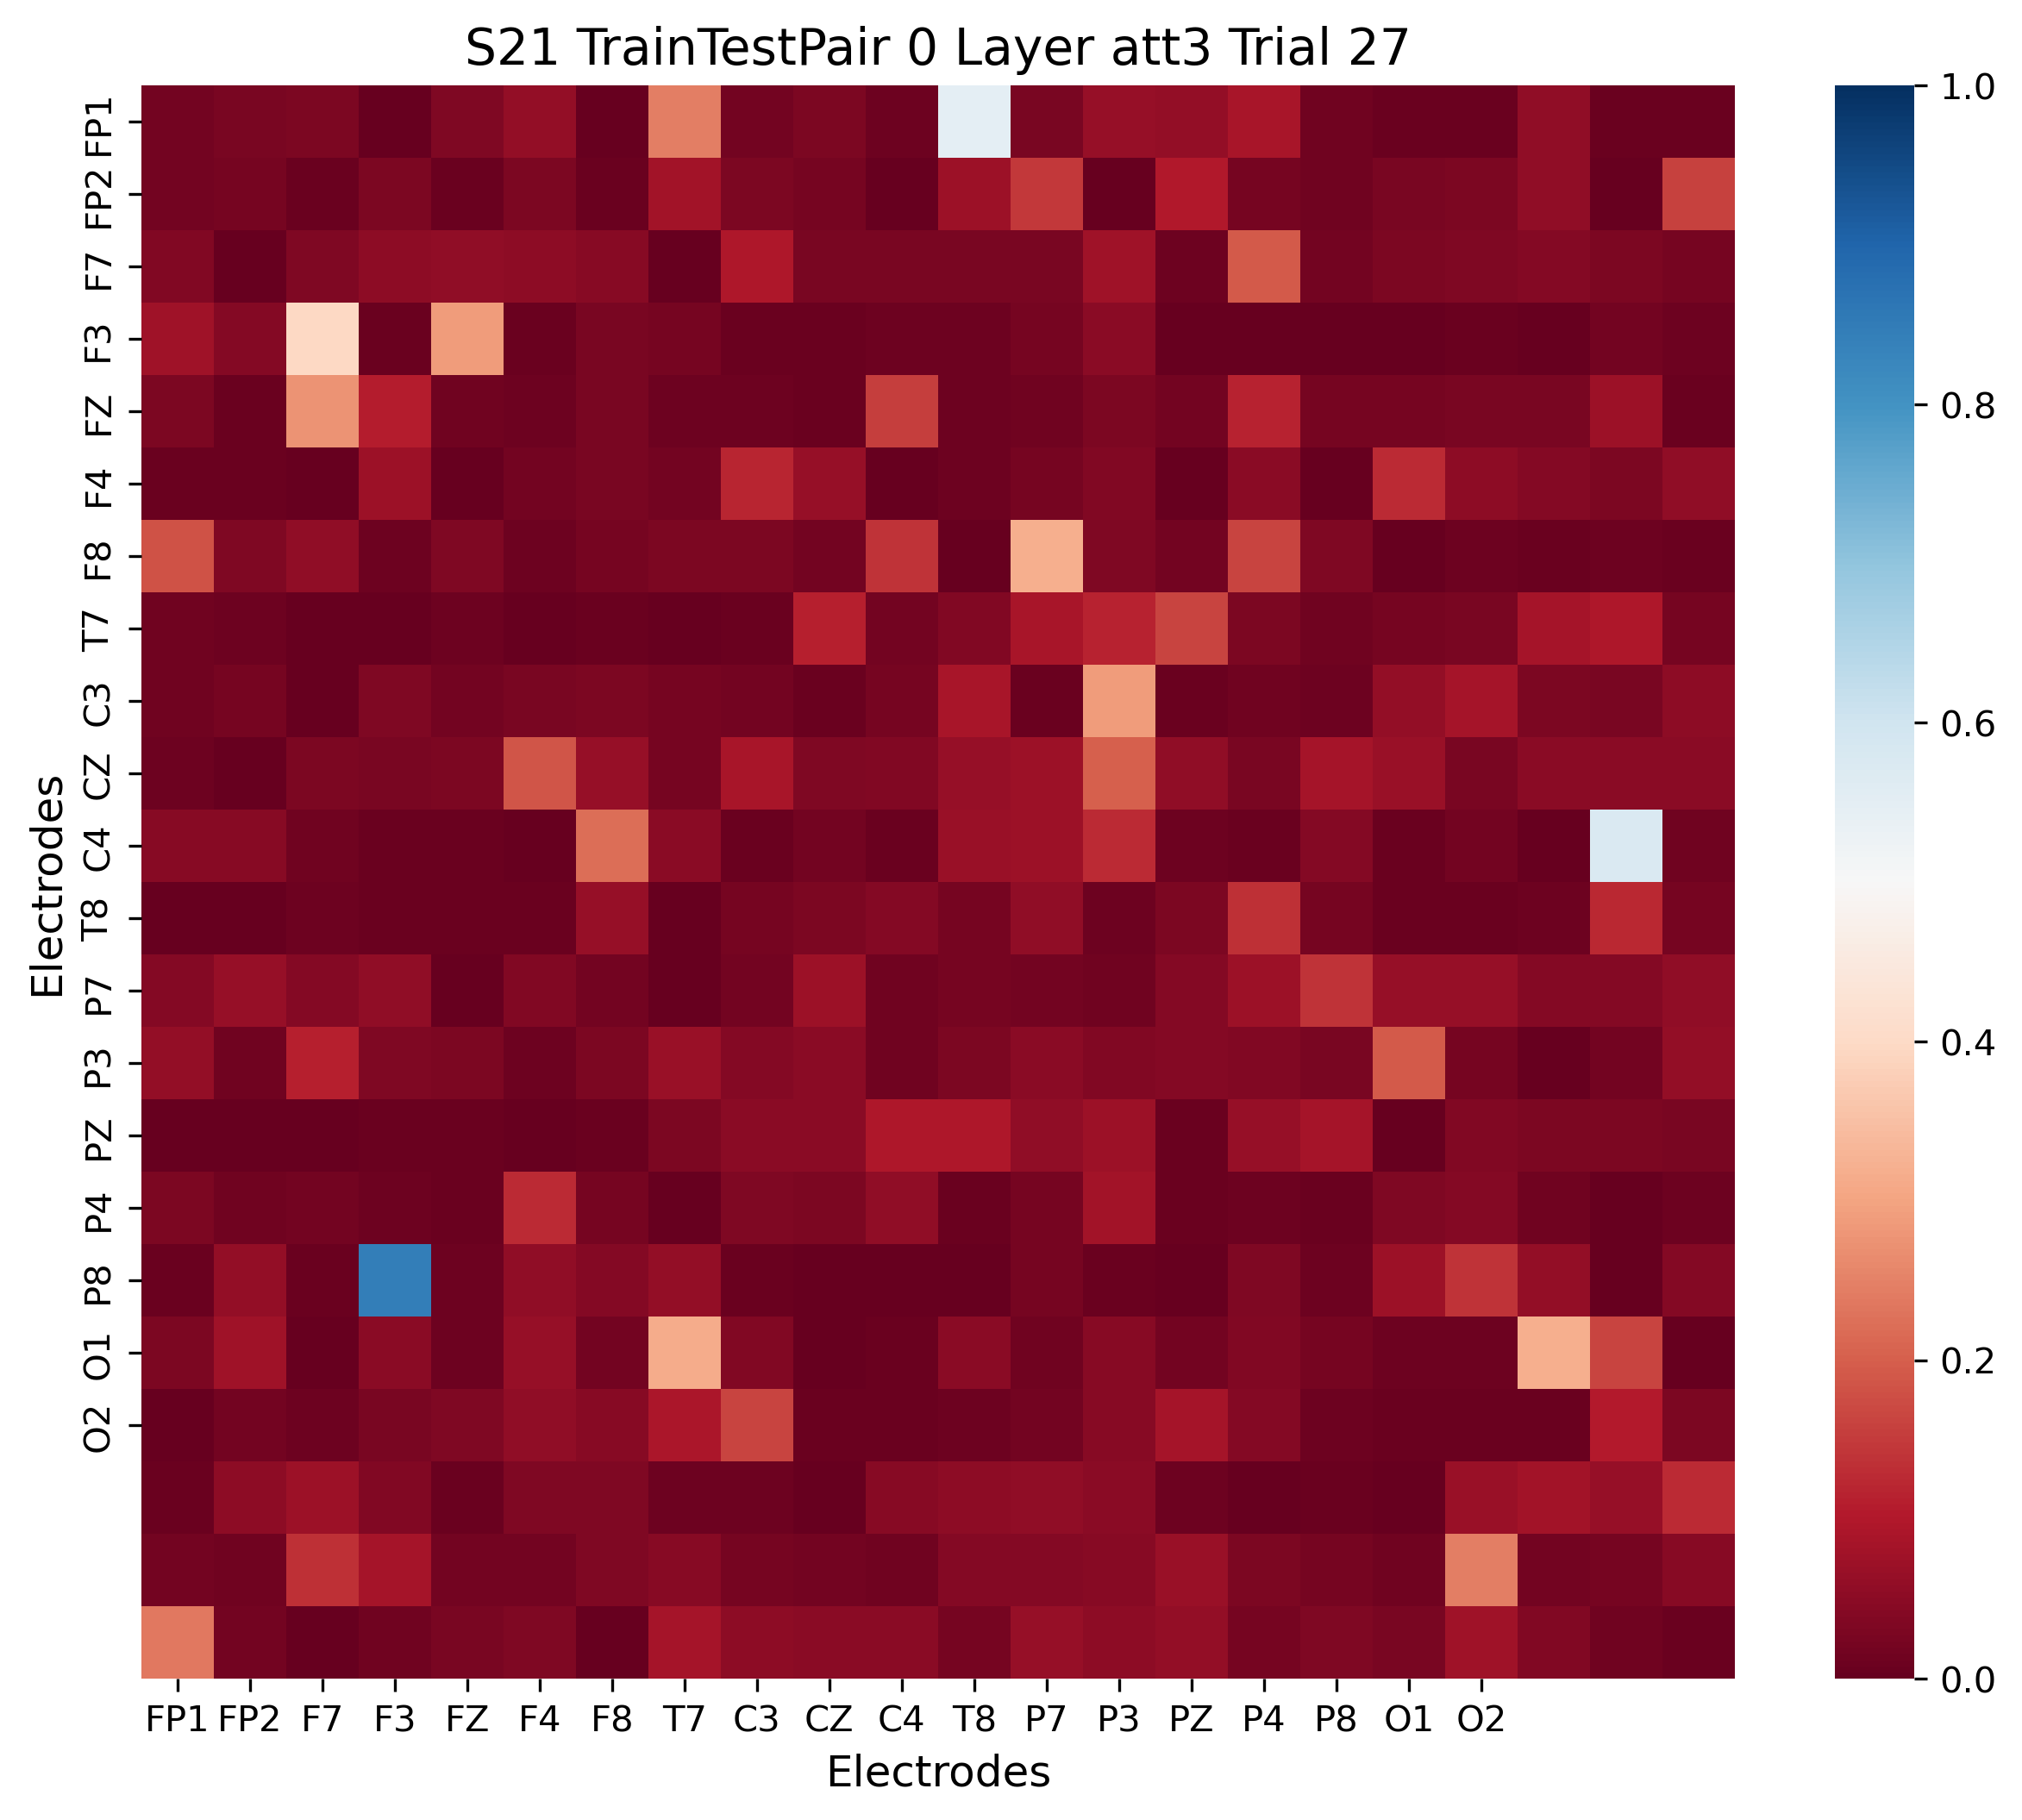 S21 TrainTestPair 0 Layer att3 Trial 27
FP1
FP2
F7
F3
FZ
F4
F8
T7
C3
CZ
C4
T8
P7
P3
PZ
P4
P8
O1
O2
Electrodes
FP1 FP2 F7 F3 FZ F4 F8 T7 C3 CZ C4 T8 P7 P3 PZ P4 P8 O1 O2
Electrodes
1.0
0.8
0.6
0.4
0.2
0.0